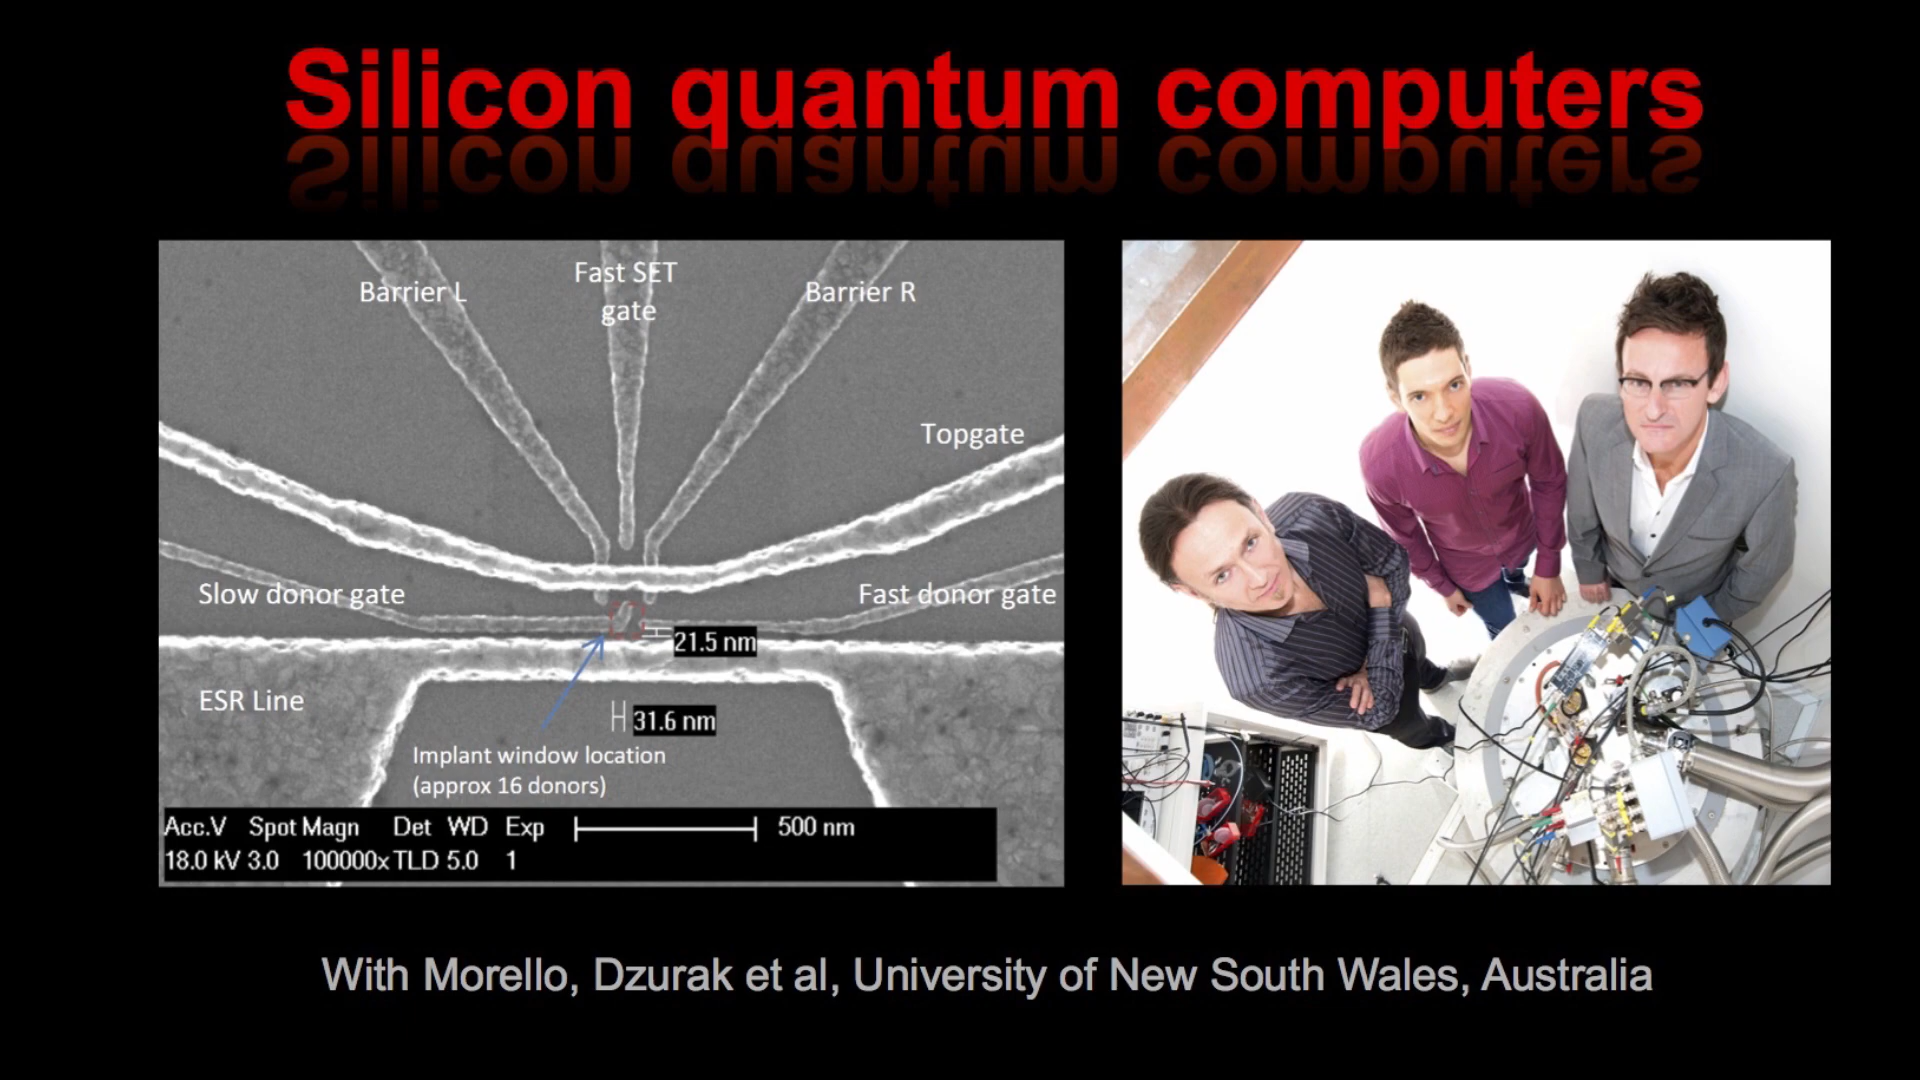 Silicon quantum computers
Barrier L
Fast SET
gate
Barrier R
Topgate
Slow donor gate
Fast donor gate
21.5 nm
ESR Line
31.6 nm
Implant window location
(approx 16 donors)
Acc.V Spot Magn Det WD Exp 500 nm
18.0 kV 3.0 100000x TLD 5.0 1
With Morello, Dzurak et al, University of New South Wales, Australia